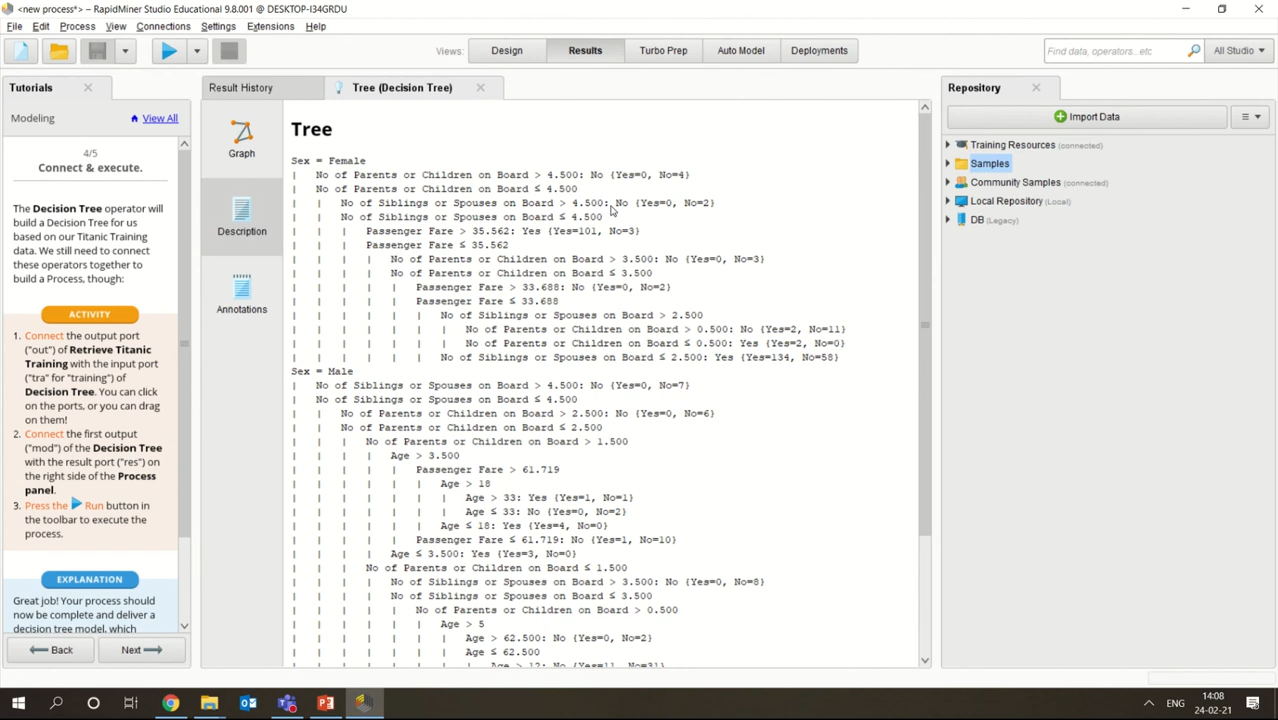 <new process*> – RapidMiner Studio Educational 9.8.001 @ DESKTOP-I34GRDU
File Edit Process View Connections Settings Extensions Help
Views: Design Results Turbo Prep Auto Model Deployments
Find data, operators...etc
All Studio
Tutorials
Modeling
View All
4/5
Connect & execute.
The Decision Tree operator will
build a Decision Tree for us
based on our Titanic Training
data. We still need to connect
these operators together to
build a Process, though:
ACTIVITY
1. Connect the output port
("out") of Retrieve Titanic
Training with the input port
("tra" for "training") of
Decision Tree. You can click
on the ports, or you can drag
on them!
2. Connect the first output
("mod") of the Decision Tree
with the result port ("res") on
the right side of the Process
panel.
3. Press the Run button in
the toolbar to execute the
process.
EXPLANATION
Great job! Your process should
now be complete and deliver a
decision tree model, which
Back
Next
Result History
Tree (Decision Tree)
Graph
Description
Annotations
Tree
Sex = Female
| No of Parents or Children on Board > 4.500: No {Yes=0, No=4}
| No of Parents or Children on Board ≤ 4.500
| | No of Siblings or Spouses on Board > 4.500: No {Yes=0, No=2}
| | No of Siblings or Spouses on Board ≤ 4.500
| | | Passenger Fare > 35.562: Yes {Yes=101, No=3}
| | | Passenger Fare ≤ 35.562
| | | | No of Parents or Children on Board > 3.500: No {Yes=0, No=3}
| | | | No of Parents or Children on Board ≤ 3.500
| | | | | Passenger Fare > 33.688: No {Yes=0, No=2}
| | | | | Passenger Fare ≤ 33.688
| | | | | | No of Siblings or Spouses on Board > 2.500
| | | | | | | No of Parents or Children on Board > 0.500: No {Yes=2, No=11}
| | | | | | | No of Parents or Children on Board ≤ 0.500: Yes {Yes=2, No=0}
| | | | | | No of Siblings or Spouses on Board ≤ 2.500: Yes {Yes=134, No=58}
Sex = Male
| No of Siblings or Spouses on Board > 4.500: No {Yes=0, No=7}
| No of Siblings or Spouses on Board ≤ 4.500
| | No of Parents or Children on Board > 2.500: No {Yes=0, No=6}
| | No of Parents or Children on Board ≤ 2.500
| | | No of Parents or Children on Board > 1.500
| | | | Age > 3.500
| | | | | Passenger Fare > 61.719
| | | | | | Age > 18
| | | | | | | Age > 33: Yes {Yes=1, No=1}
| | | | | | | Age ≤ 33: No {Yes=0, No=2}
| | | | | | Age ≤ 18: Yes {Yes=4, No=0}
| | | | | Passenger Fare ≤ 61.719: No {Yes=1, No=10}
| | | | Age ≤ 3.500: Yes {Yes=3, No=0}
| | | No of Parents or Children on Board ≤ 1.500
| | | | No of Siblings or Spouses on Board > 3.500: No {Yes=0, No=8}
| | | | No of Siblings or Spouses on Board ≤ 3.500
| | | | | No of Parents or Children on Board > 0.500
| | | | | | Age > 5
| | | | | | | Age > 62.500: No {Yes=0, No=2}
| | | | | | | Age ≤ 62.500
| | | | | | | | Age > 12: No {Yes=11, No=31}
Repository
Import Data
Training Resources (connected)
Samples
Community Samples (connected)
Local Repository (Local)
DB (Legacy)
ENG
14:08
24-02-21